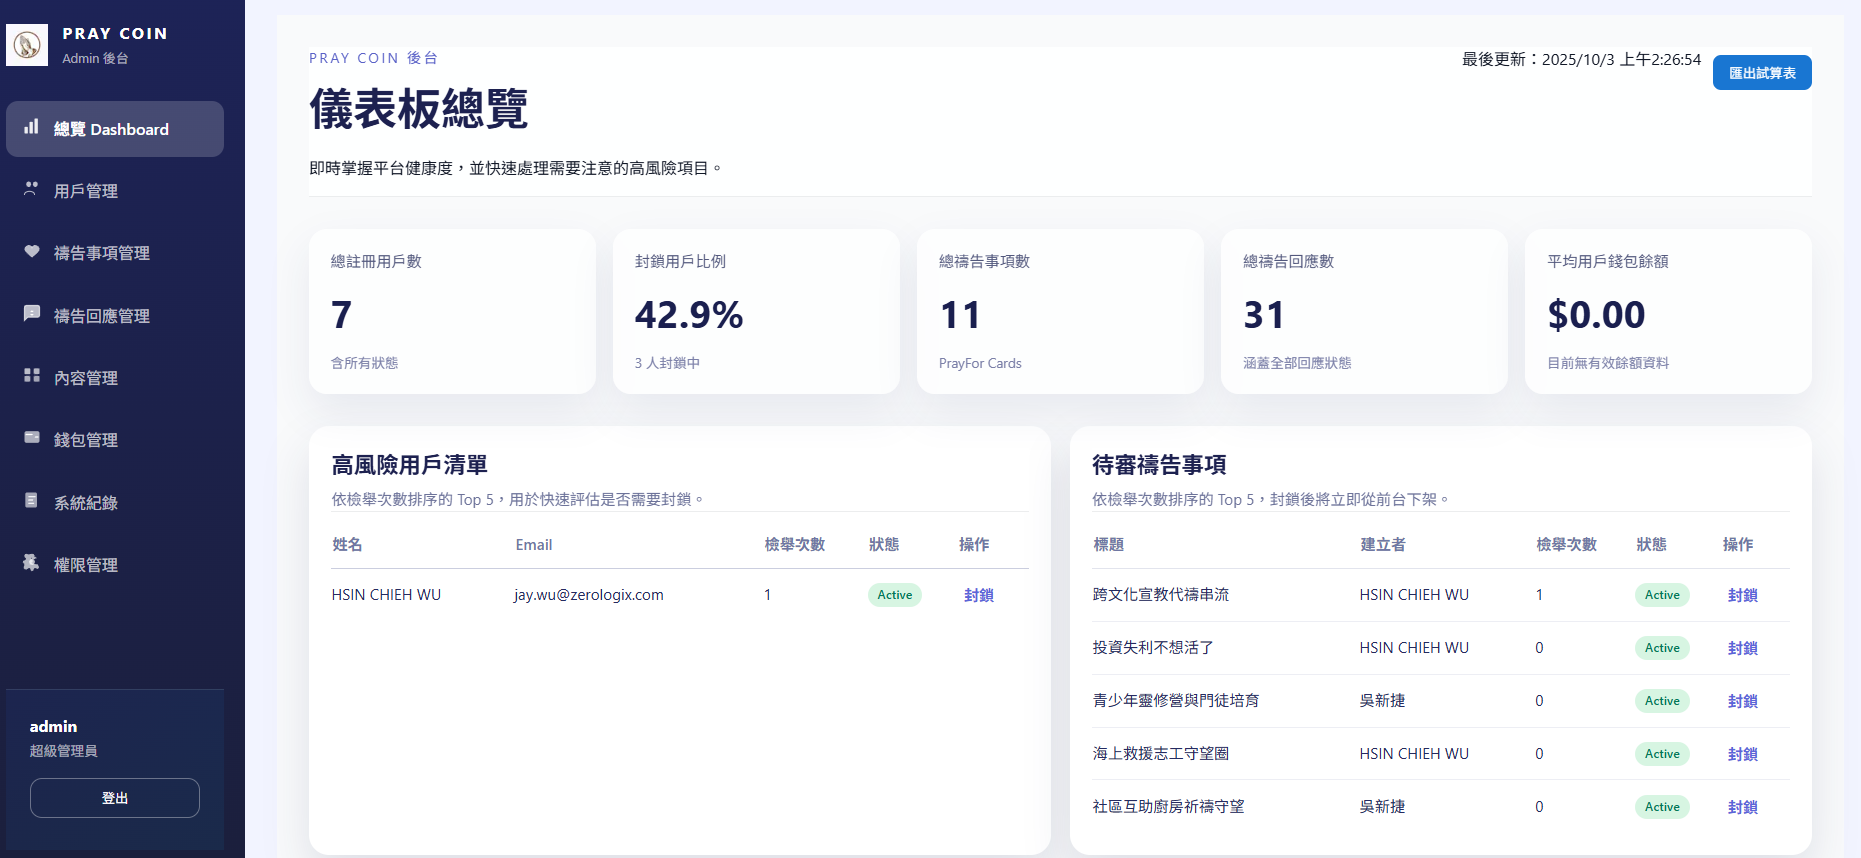 PRAY COIN
Admin 後台
總覽 Dashboard
用戶管理
禱告事項管理
禱告回應管理
內容管理
錢包管理
系統紀錄
權限管理
admin
超級管理員
登出
PRAY COIN 後台
最後更新：2025/10/3 上午2:26:54
匯出試算表
儀表板總覽
即時掌握平台健康度，並快速處理需要注意的高風險項目。
總註冊用戶數
7
含所有狀態
封鎖用戶比例
42.9%
3 人封鎖中
總禱告事項數
11
PrayFor Cards
總禱告回應數
31
涵蓋全部回應狀態
平均用戶錢包餘額
$0.00
目前無有效餘額資料
高風險用戶清單
依檢舉次數排序的 Top 5，用於快速評估是否需要封鎖。
姓名 Email 檢舉次數 狀態 操作
HSIN CHIEH WU jay.wu@zerologix.com 1 Active 封鎖
待審禱告事項
依檢舉次數排序的 Top 5，封鎖後將立即從前台下架。
標題 建立者 檢舉次數 狀態 操作
跨文化宣教代禱串流 HSIN CHIEH WU 1 Active 封鎖
投資失利不想活了 HSIN CHIEH WU 0 Active 封鎖
青少年靈修營與門徒培育 吳新捷 0 Active 封鎖
海上救援志工守望圈 HSIN CHIEH WU 0 Active 封鎖
社區互助廚房祈禱守望 吳新捷 0 Active 封鎖